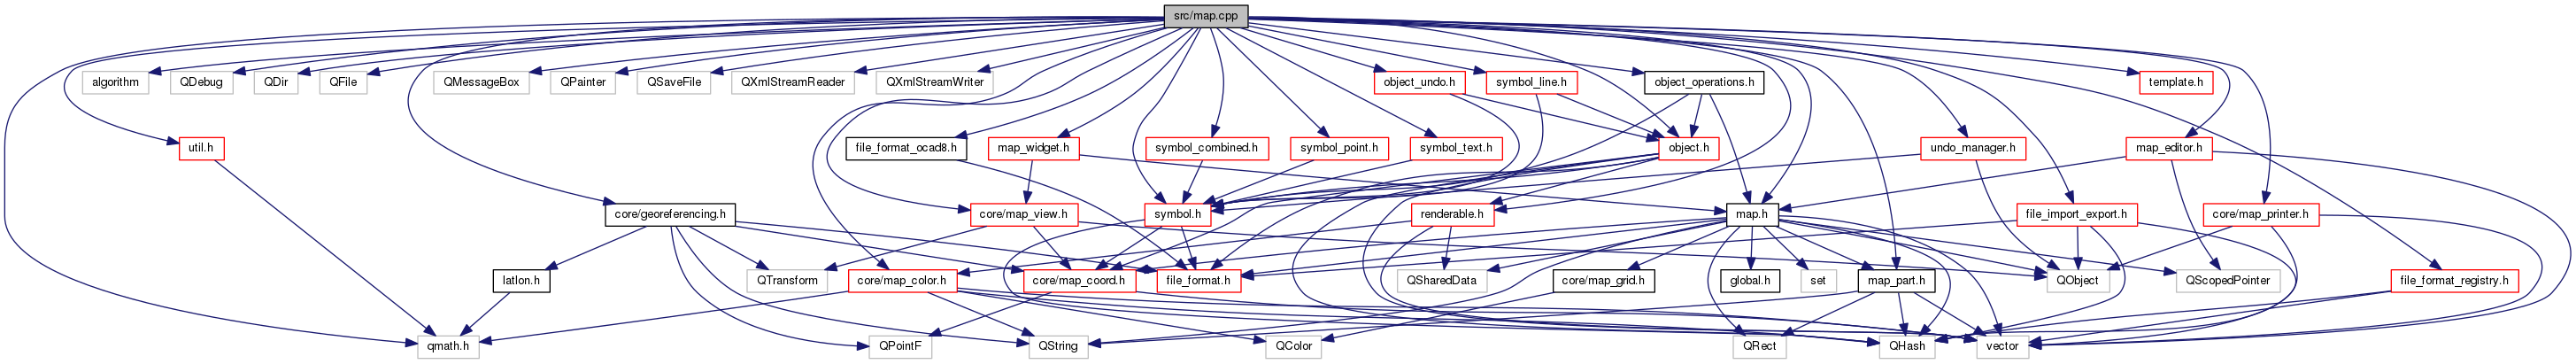 src/map.cpp
algorithm
QDebug
QDir
QFile
QMessageBox
QPainter
QSaveFile
QXmlStreamReader
QXmlStreamWriter
object_undo.h
symbol_line.h
object_operations.h
template.h
util.h
file_format_ocad8.h
map_widget.h
symbol_combined.h
symbol_point.h
symbol_text.h
object.h
undo_manager.h
map_editor.h
core/georeferencing.h
core/map_view.h
symbol.h
renderable.h
map.h
file_import_export.h
core/map_printer.h
latlon.h
QTransform
core/map_color.h
core/map_coord.h
file_format.h
QSharedData
core/map_grid.h
global.h
set
map_part.h
QObject
QScopedPointer
file_format_registry.h
qmath.h
QPointF
QString
QColor
QRect
QHash
vector